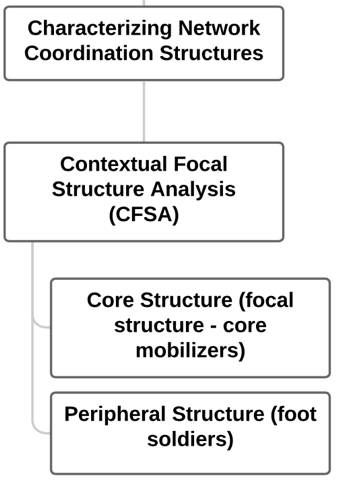 Characterizing Network
Coordination Structures
Contextual Focal
Structure Analysis
(CFSA)
Core Structure (focal
structure - core
mobilizers)
Peripheral Structure (foot
soldiers)